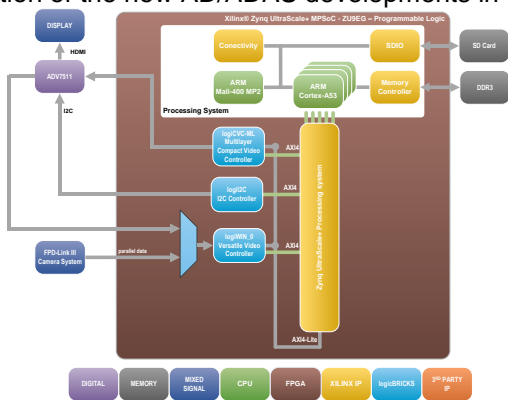 tion of the new AD/ADAS developments in
Xilinx® Zynq UltraScale+ MPSoC - ZU9EG – Programmable Logic
DISPLAY
HDMI
ADV7511
I2C
Conectivity
SDIO
SD Card
ARM
Mali-400 MP2
ARM
Cortex-A53
Memory
Controller
DDR3
Processing System
logiCVC-ML
Multilayer
Compact Video
Controller
AXI4
logiI2C
I2C Controller
AXI4
logiWIN_0
Versatile Video
Controller
AXI4
Zynq UltraScale+ Processing system
FPD-Link III
Camera System
parallel data
AXI4-Lite
DIGITAL
MEMORY
MIXED
SIGNAL
CPU
FPGA
XILINX IP
logicBRICKS
3RD PARTY
IP